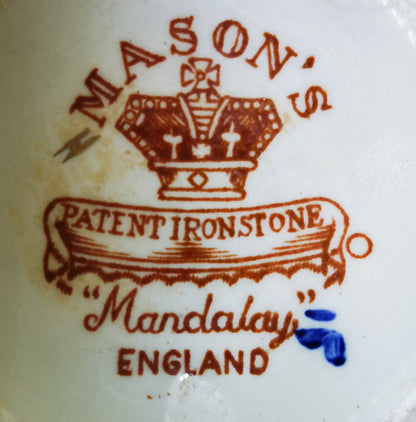 MASON'S
PATENT IRONSTONE
"Mandalay"
ENGLAND